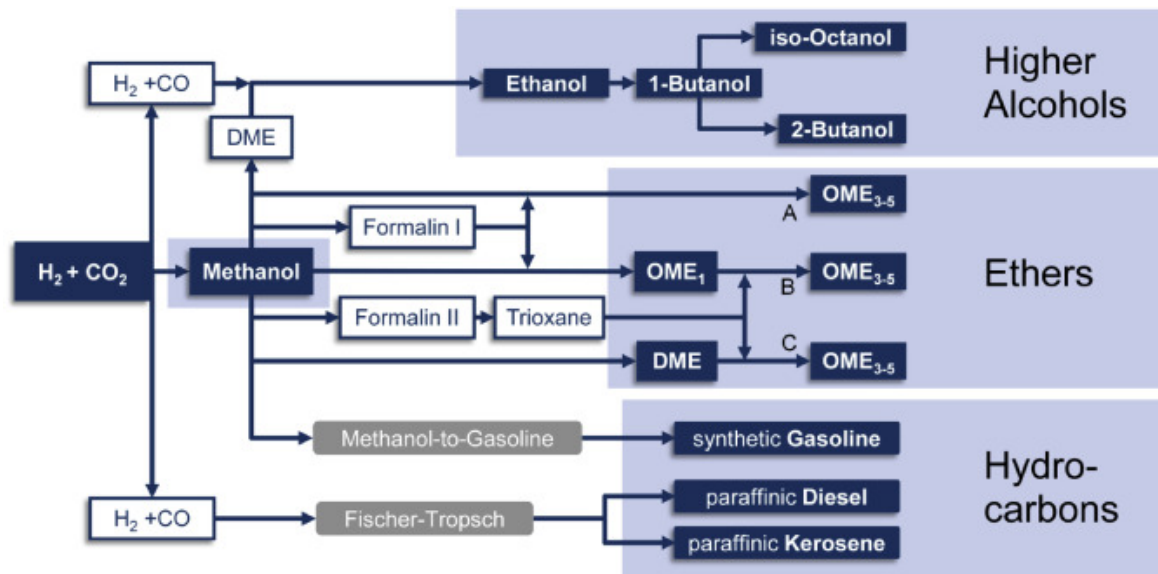 iso-Octanol
Higher
Alcohols
H₂ +CO
Ethanol
1-Butanol
DME
2-Butanol
OME₃₋₅
A
Formalin I
H₂ + CO₂
Methanol
OME₁
OME₃₋₅
B
Ethers
Formalin II
Trioxane
C
DME
OME₃₋₅
Methanol-to-Gasoline
synthetic Gasoline
Hydro-
carbons
paraffinic Diesel
H₂ +CO
Fischer-Tropsch
paraffinic Kerosene